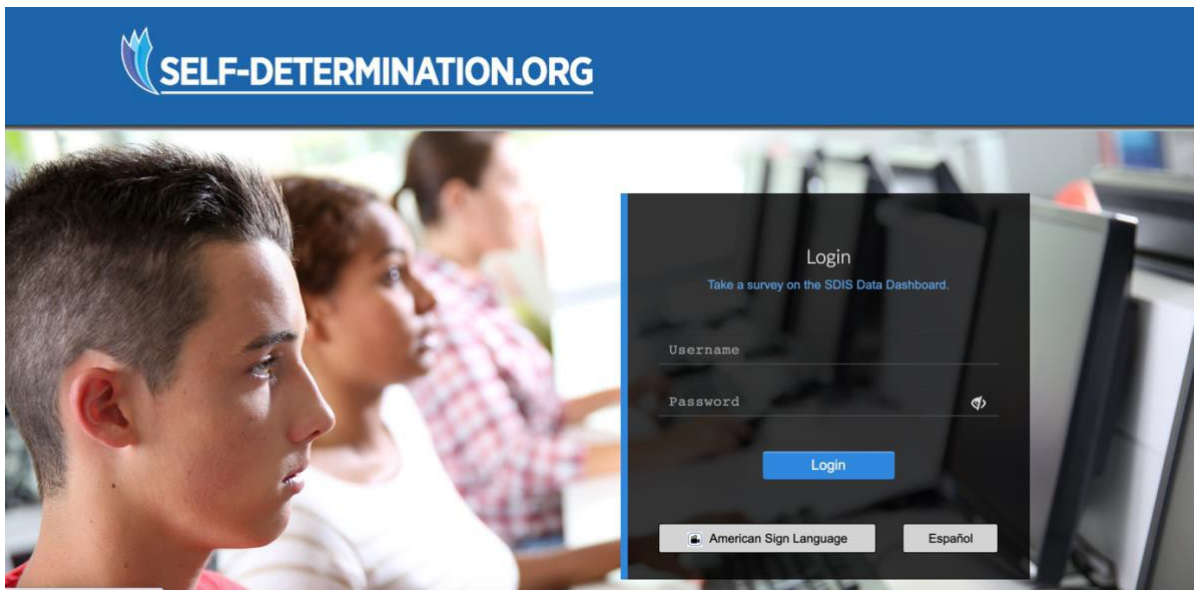 SELF-DETERMINATION.ORG
Login
Take a survey on the SDIS Data Dashboard.
Username
Password
Login
American Sign Language
Español